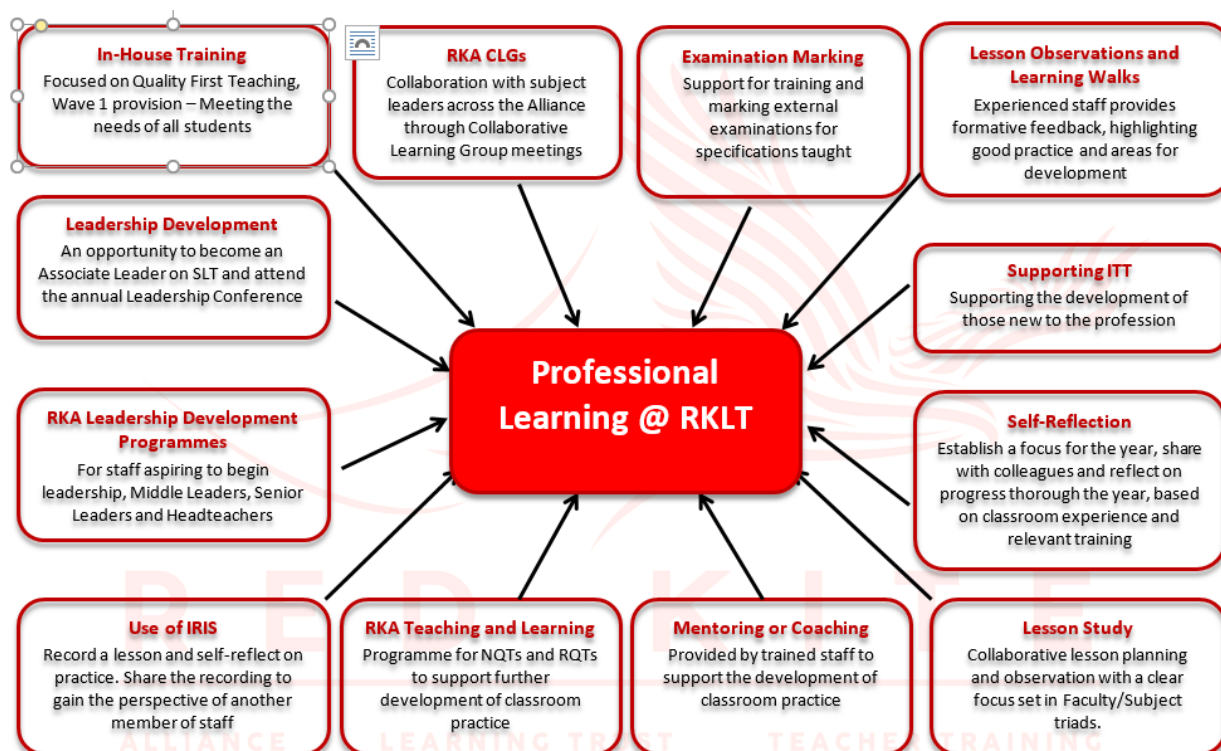 In-House Training
Focused on Quality First Teaching,
Wave 1 provision – Meeting the
needs of all students
RKA CLGs
Collaboration with subject
leaders across the Alliance
through Collaborative
Learning Group meetings
Examination Marking
Support for training and
marking external
examinations for
specifications taught
Lesson Observations and
Learning Walks
Experienced staff provides
formative feedback, highlighting
good practice and areas for
development
Leadership Development
An opportunity to become an
Associate Leader on SLT and attend
the annual Leadership Conference
Supporting ITT
Supporting the development of
those new to the profession
Professional
Learning @ RKLT
RKA Leadership Development
Programmes
For staff aspiring to begin
leadership, Middle Leaders, Senior
Leaders and Headteachers
Self-Reflection
Establish a focus for the year, share
with colleagues and reflect on
progress thorough the year, based
on classroom experience and
relevant training
RED KITE
Use of IRIS
Record a lesson and self-reflect on
practice. Share the recording to
gain the perspective of another
member of staff
RKA Teaching and Learning
Programme for NQTs and RQTs
to support further
development of classroom
practice
Mentoring or Coaching
Provided by trained staff to
support the development of
classroom practice
Lesson Study
Collaborative lesson planning
and observation with a clear
focus set in Faculty/Subject
triads.
ALLIANCE LEARNING TRUST TEACHER TRAINING